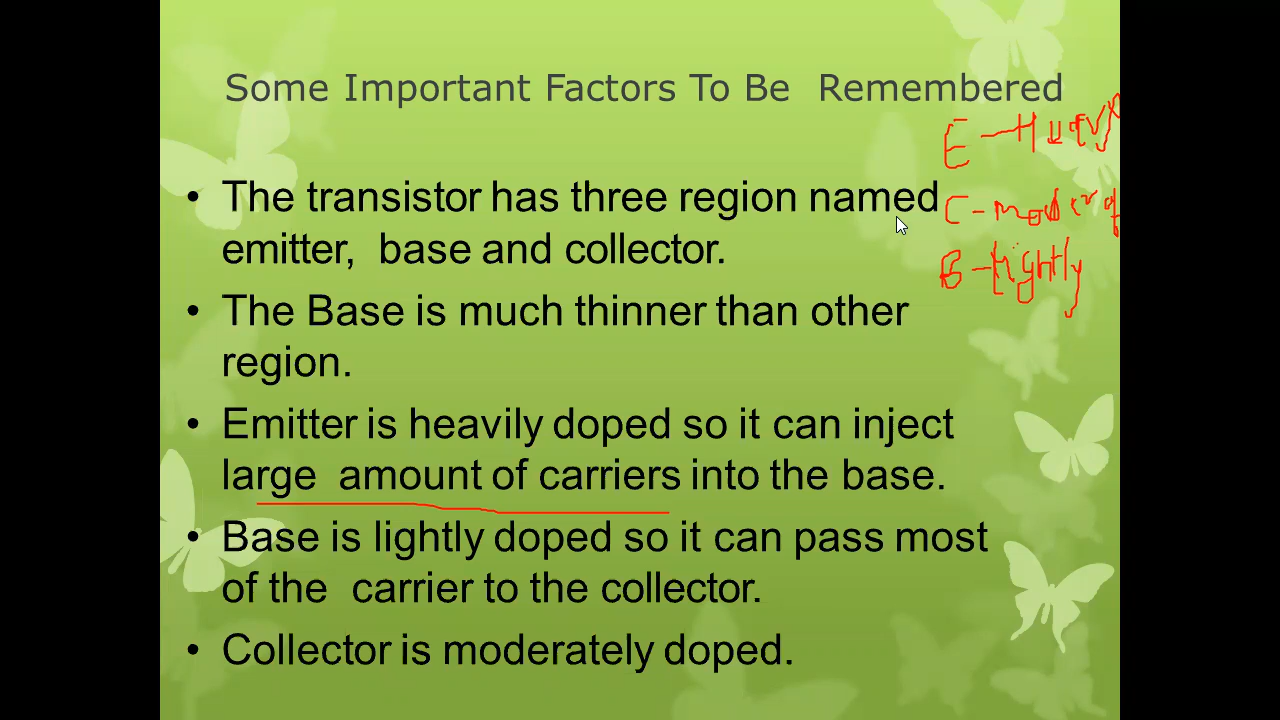 Some Important Factors To Be Remembered
E - Heavy
• The transistor has three region named
C - moderat
emitter, base and collector.
B - lightly
• The Base is much thinner than other
region.
• Emitter is heavily doped so it can inject
large amount of carriers into the base.
• Base is lightly doped so it can pass most
of the carrier to the collector.
• Collector is moderately doped.